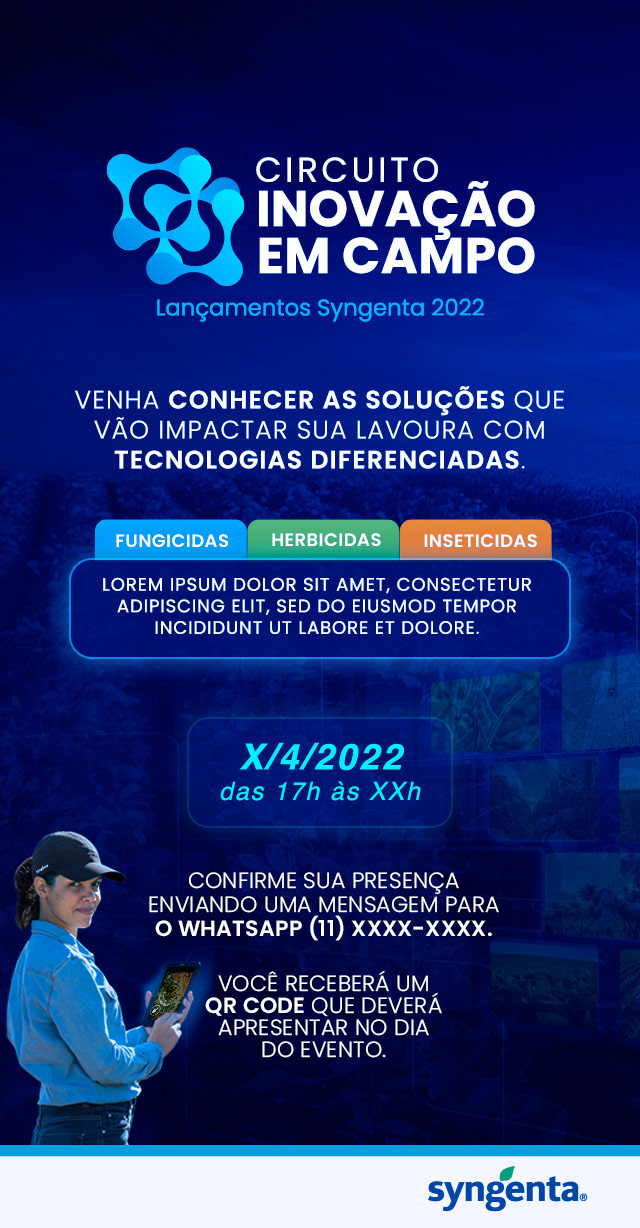 CIRCUITO
INOVAÇÃO
EM CAMPO
Lançamentos Syngenta 2022
VENHA CONHECER AS SOLUÇÕES QUE
VÃO IMPACTAR SUA LAVOURA COM
TECNOLOGIAS DIFERENCIADAS.
FUNGICIDAS HERBICIDAS INSETICIDAS
LOREM IPSUM DOLOR SIT AMET, CONSECTETUR
ADIPISCING ELIT, SED DO EIUSMOD TEMPOR
INCIDIDUNT UT LABORE ET DOLORE.
X/4/2022
das 17h às XXh
CONFIRME SUA PRESENÇA
ENVIANDO UMA MENSAGEM PARA
O WHATSAPP (11) XXXX-XXXX.
VOCÊ RECEBERÁ UM
QR CODE QUE DEVERÁ
APRESENTAR NO DIA
DO EVENTO.
syngenta®